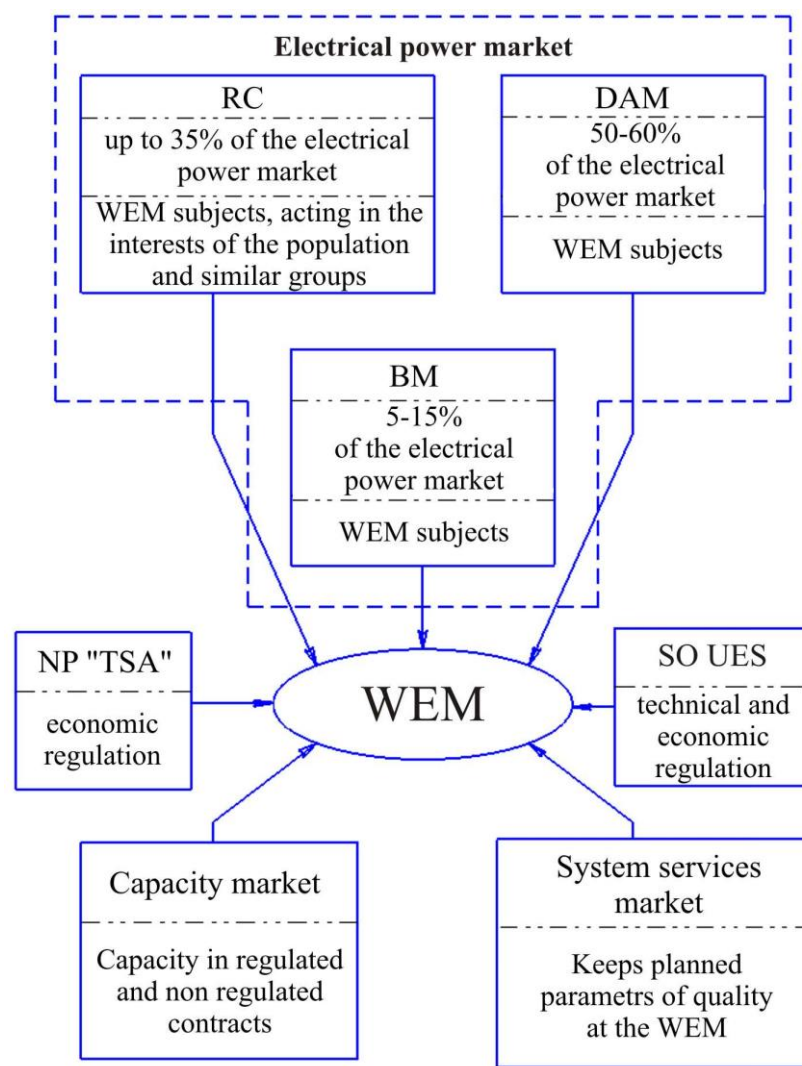 Electrical power market
RC
up to 35% of the electrical
power market
WEM subjects, acting in the
interests of the population
and similar groups
DAM
50-60%
of the electrical
power market
WEM subjects
BM
5-15%
of the electrical
power market
WEM subjects
NP "TSA"
economic
regulation
WEM
SO UES
technical and
economic
regulation
Capacity market
Capacity in regulated
and non regulated
contracts
System services
market
Keeps planned
parametrs of quality
at the WEM